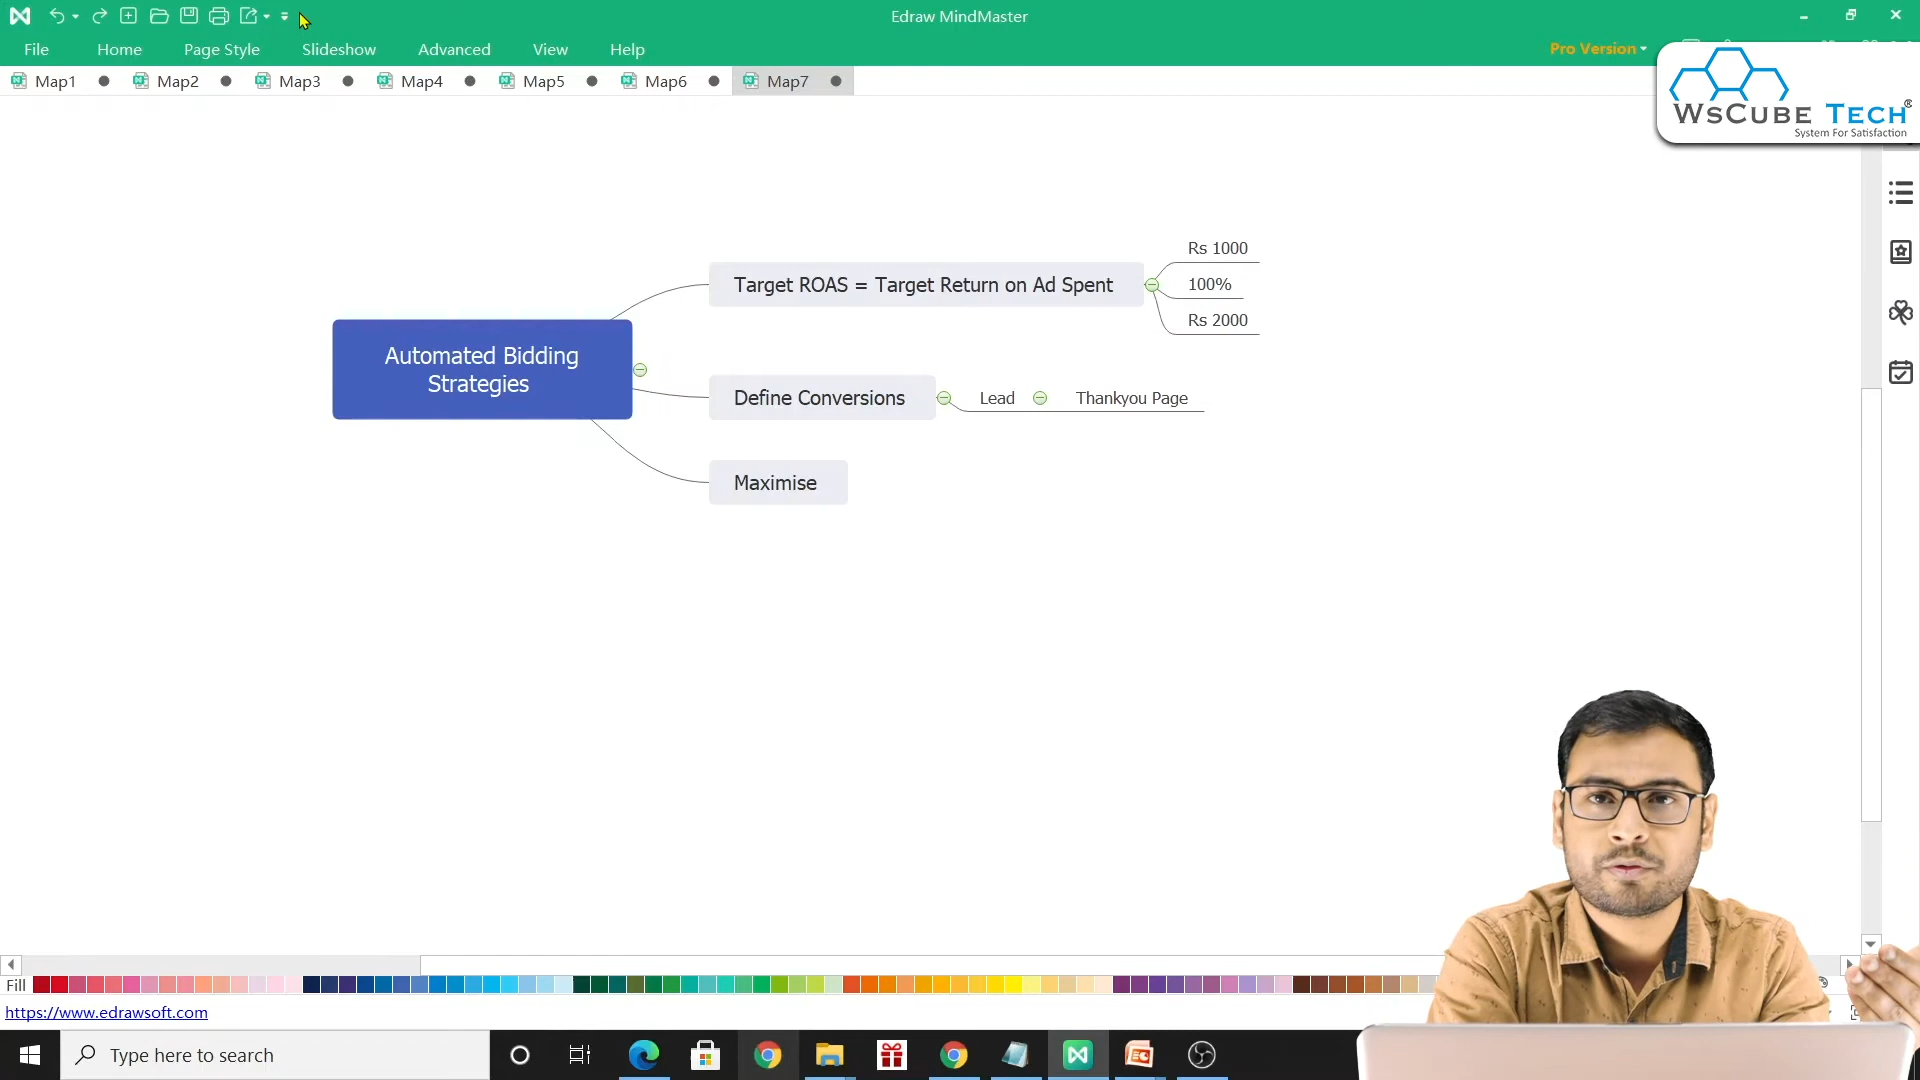 Edraw MindMaster
File Home Page Style Slideshow Advanced View Help Pro Version
Map1 Map2 Map3 Map4 Map5 Map6 Map7
WsCube Tech®
System For Satisfaction
Rs 1000
Target ROAS = Target Return on Ad Spent
100%
Rs 2000
Automated Bidding
Strategies
Define Conversions
Lead
Thankyou Page
Maximise
Fill
https://www.edrawsoft.com
Type here to search